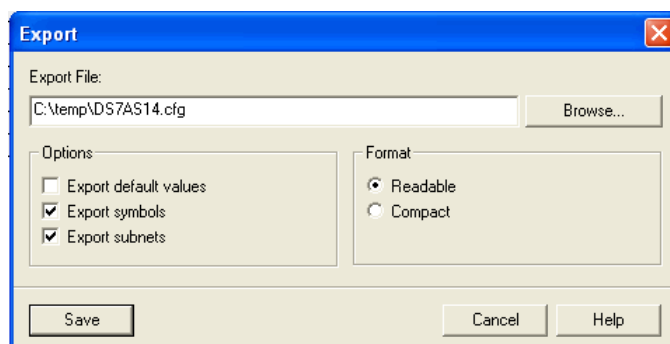 Export
Export File:
C:\temp\DS7AS14.cfg
Browse...
Options
Export default values
Export symbols
Export subnets
Format
Readable
Compact
Save
Cancel
Help